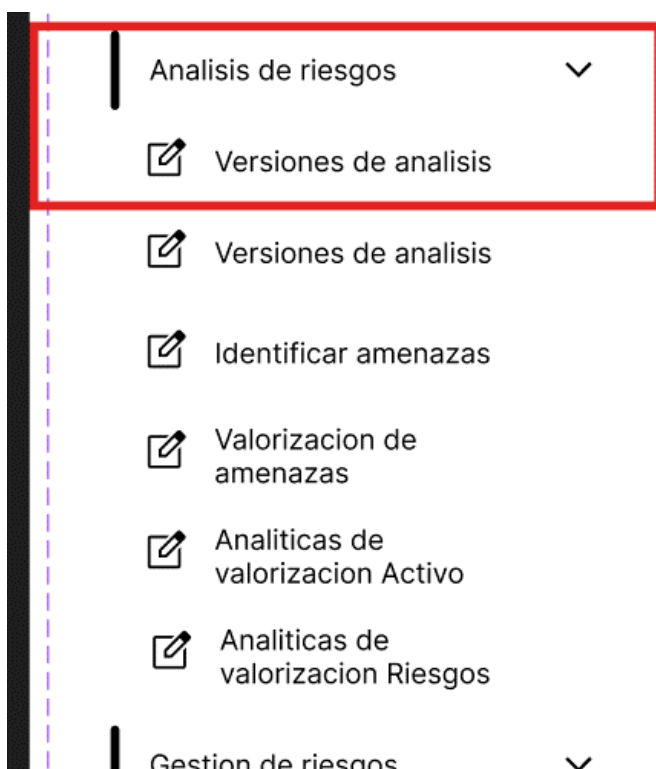 Analisis de riesgos
Versiones de analisis
Versiones de analisis
Identificar amenazas
Valorizacion de
amenazas
Analiticas de
valorizacion Activo
Analiticas de
valorizacion Riesgos
Gestion de riesgos